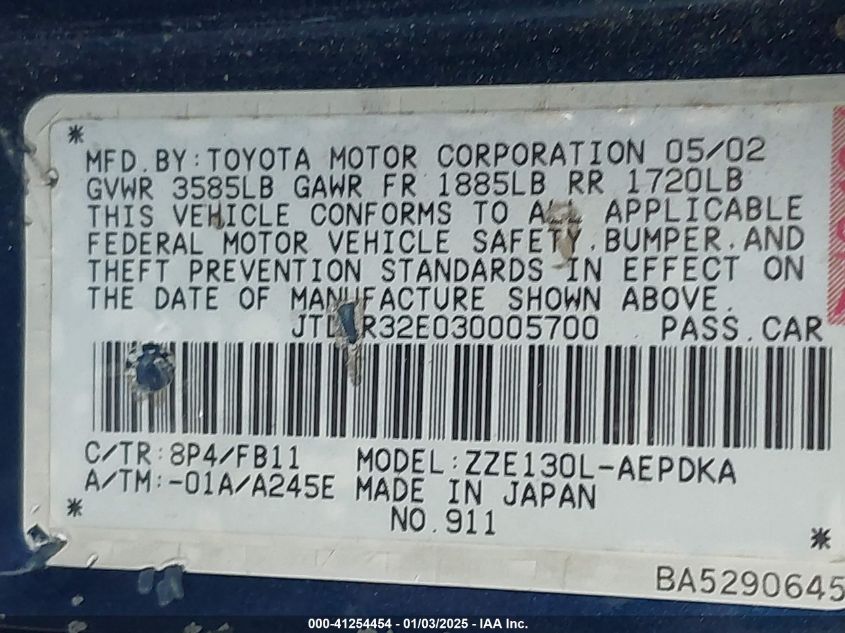 *
MFD.BY:TOYOTA MOTOR CORPORATION 05/02
GVWR 3585LB GAWR FR 1885LB RR 1720LB
THIS VEHICLE CONFORMS TO ALL APPLICABLE
FEDERAL MOTOR VEHICLE SAFETY.BUMPER.AND
THEFT PREVENTION STANDARDS IN EFFECT ON
THE DATE OF MANUFACTURE SHOWN ABOVE.
PASS.CAR
C/TR:8P4/FB11 MODEL:ZZE130L-AEPDKA
A/TM:-01A/A245E MADE IN JAPAN
* NO.911 *
BA5290645
000-41254454 - 01/03/2025 - IAA Inc.